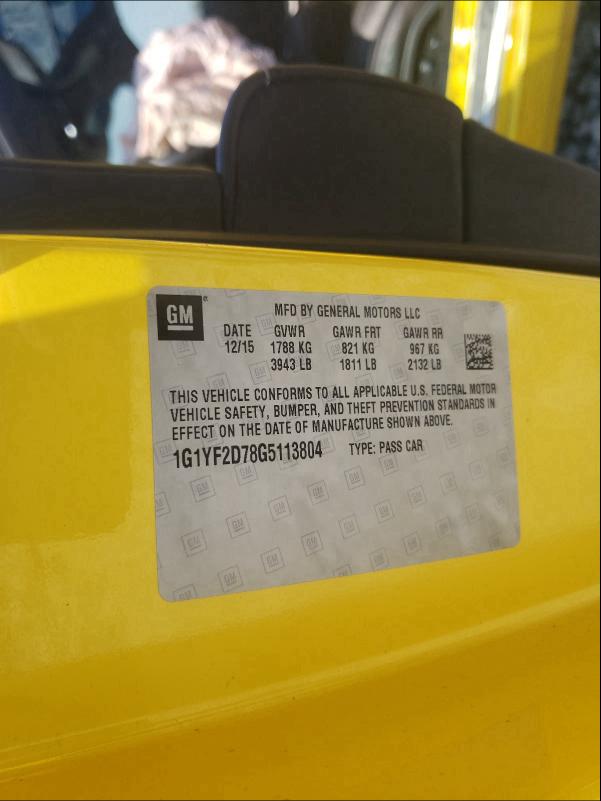 GM
MFD BY GENERAL MOTORS LLC
DATE GVWR GAWR FRT GAWR RR
12/15 1788 KG 821 KG 967 KG
3943 LB 1811 LB 2132 LB
THIS VEHICLE CONFORMS TO ALL APPLICABLE U.S. FEDERAL MOTOR
VEHICLE SAFETY, BUMPER, AND THEFT PREVENTION STANDARDS IN
EFFECT ON THE DATE OF MANUFACTURE SHOWN ABOVE.
1G1YF2D78G5113804 TYPE: PASS CAR